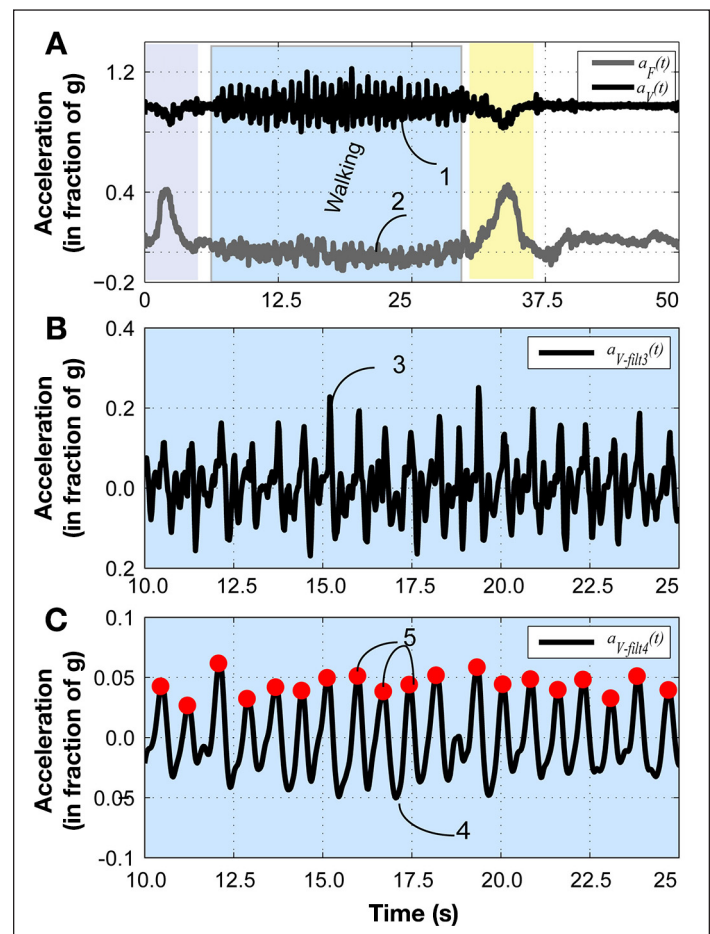 A
Acceleration
(in fraction of g)
1.2
0.4
−0.2
a_F(t)
a_V(t)
Walking
1
2
0
12.5
25
37.5
50
B
Acceleration
(in fraction of g)
0.4
0.2
0.0
0.2
a_V-filt3(t)
3
10.0
12.5
15.0
17.5
20.0
22.5
25
C
Acceleration
(in fraction of g)
0.1
0.05
0.0
0.05
-0.1
a_V-filt4(t)
5
4
10.0
12.5
15.0
17.5
20.0
22.5
25
Time (s)